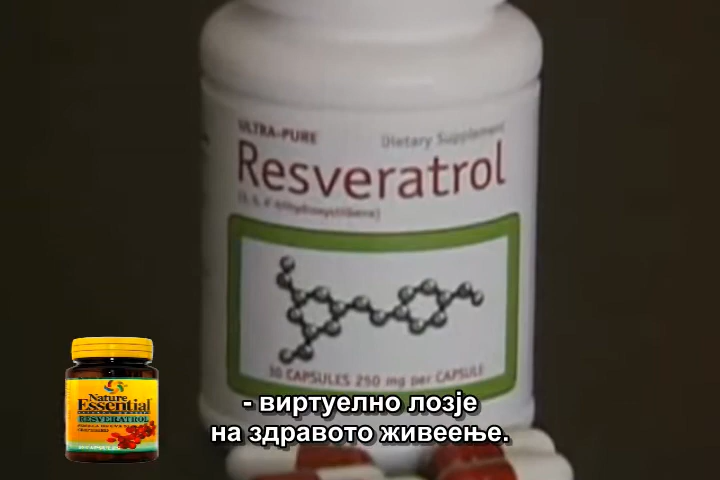 ULTRA-PURE
Dietary Supplement
Resveratrol
30 CAPSULES 250 mg per CAPSULE
Nature
Essential
RESVERATROL
- виртуелно лозје
на здравото живеење.